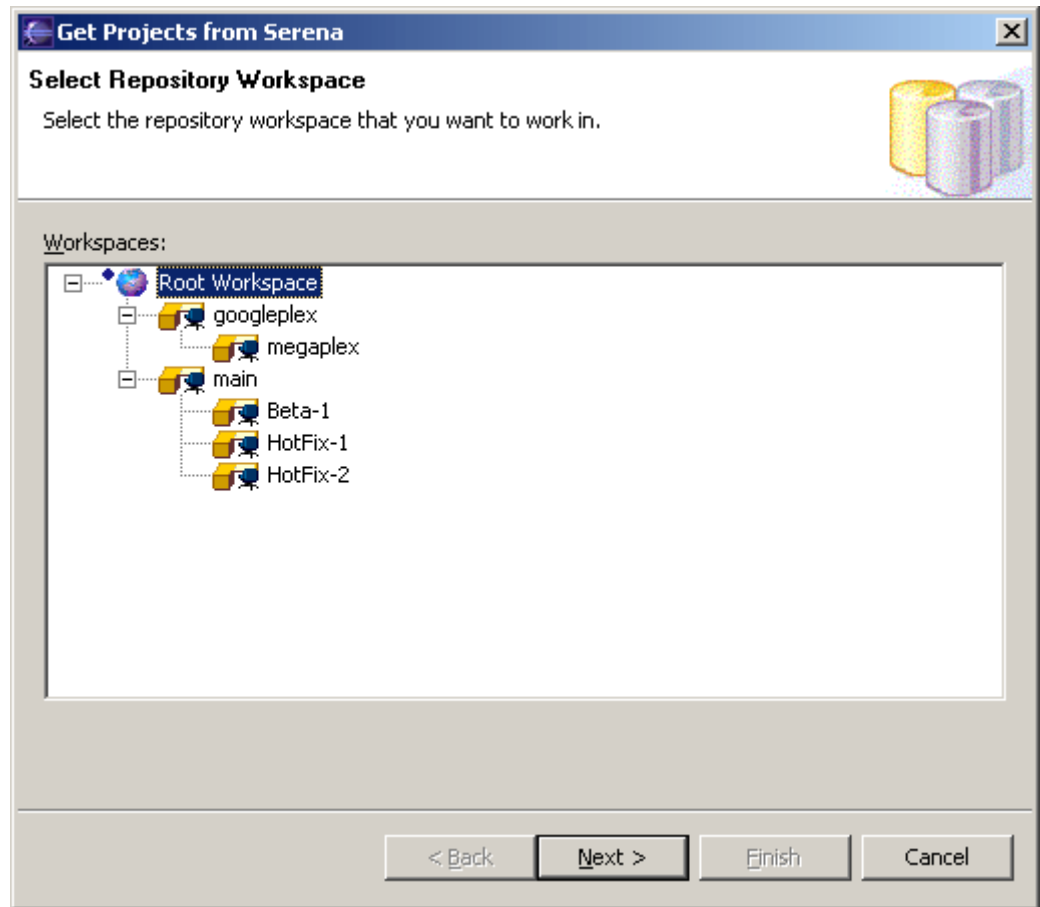 Get Projects from Serena
Select Repository Workspace
Select the repository workspace that you want to work in.
Workspaces:
Root Workspace
googleplex
megaplex
main
Beta-1
HotFix-1
HotFix-2
< Back Next > Finish Cancel